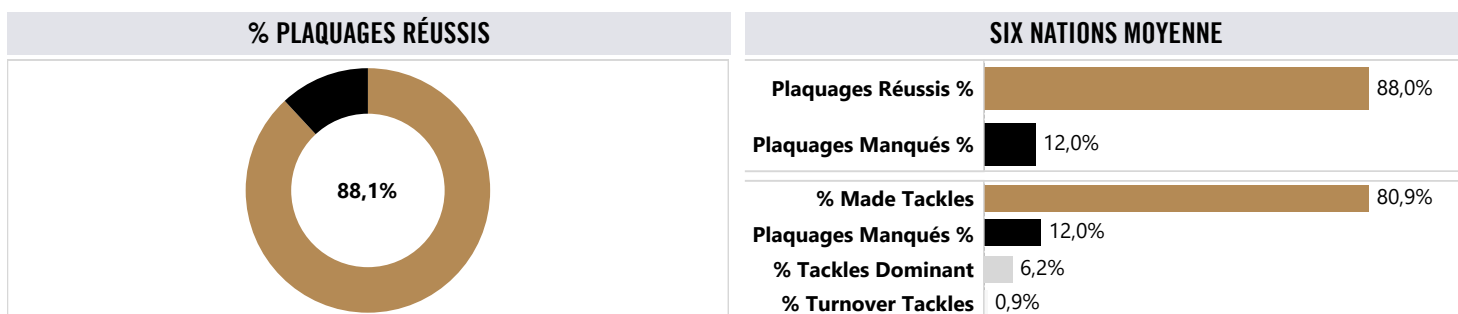 % PLAQUAGES RÉUSSIS
88,1%
SIX NATIONS MOYENNE
Plaquages Réussis % 88,0%
Plaquages Manqués % 12,0%
% Made Tackles 80,9%
Plaquages Manqués % 12,0%
% Tackles Dominant 6,2%
% Turnover Tackles 0,9%